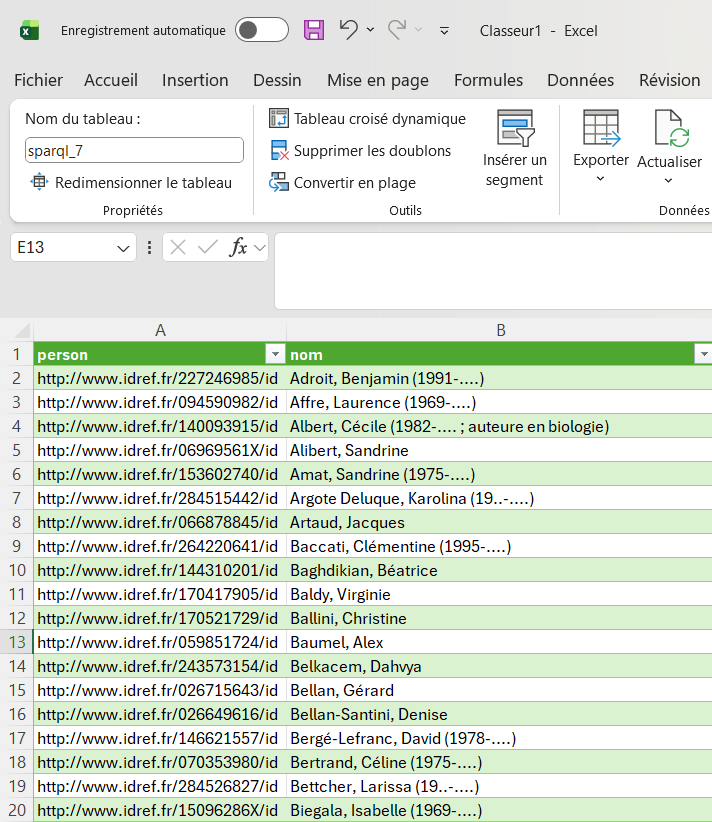 Enregistrement automatique Classeur1 - Excel
Fichier Accueil Insertion Dessin Mise en page Formules Données Révision
Nom du tableau :
sparql_7
Redimensionner le tableau
Propriétés
Tableau croisé dynamique
Supprimer les doublons
Convertir en plage
Outils
Insérer un
segment
Exporter
Actualiser
Données
E13 fx
A B
1 person nom
2 http://www.idref.fr/227246985/id Adroit, Benjamin (1991-....)
3 http://www.idref.fr/094590982/id Affre, Laurence (1969-....)
4 http://www.idref.fr/140093915/id Albert, Cécile (1982-.... ; auteure en biologie)
5 http://www.idref.fr/06969561X/id Alibert, Sandrine
6 http://www.idref.fr/153602740/id Amat, Sandrine (1975-....)
7 http://www.idref.fr/284515442/id Argote Deluque, Karolina (19..-....)
8 http://www.idref.fr/066878845/id Artaud, Jacques
9 http://www.idref.fr/264220641/id Baccati, Clémentine (1995-....)
10 http://www.idref.fr/144310201/id Baghdikian, Béatrice
11 http://www.idref.fr/170417905/id Baldy, Virginie
12 http://www.idref.fr/170521729/id Ballini, Christine
13 http://www.idref.fr/059851724/id Baumel, Alex
14 http://www.idref.fr/243573154/id Belkacem, Dahvya
15 http://www.idref.fr/026715643/id Bellan, Gérard
16 http://www.idref.fr/026649616/id Bellan-Santini, Denise
17 http://www.idref.fr/146621557/id Bergé-Lefranc, David (1978-....)
18 http://www.idref.fr/070353980/id Bertrand, Céline (1975-....)
19 http://www.idref.fr/284526827/id Bettcher, Larissa (19..-....)
20 http://www.idref.fr/15096286X/id Biegala, Isabelle (1969-....)